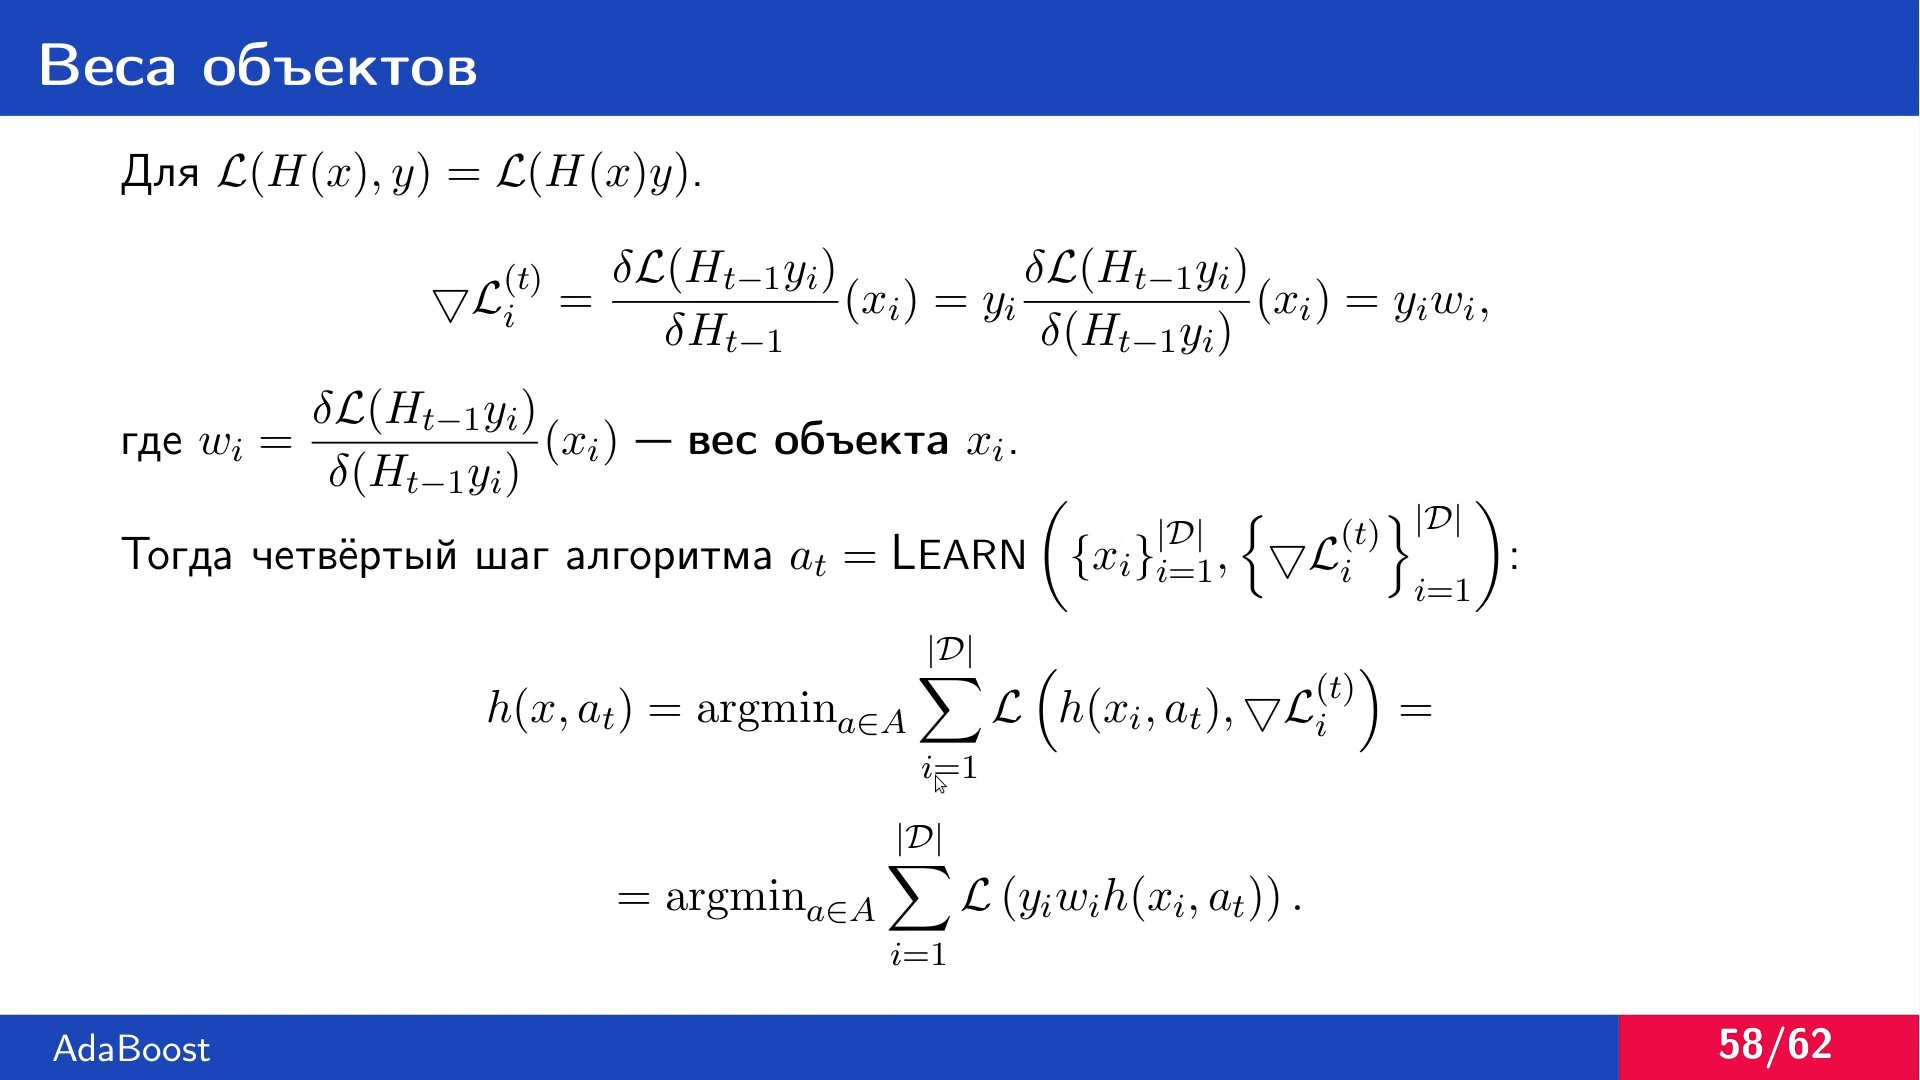 Веса объектов
Для ℒ(H(x), y) = ℒ(H(x)y).
▽ℒ_i^{(t)} = \frac{δℒ(H_{t−1}y_i)}{δH_{t−1}}(x_i) = y_i \frac{δℒ(H_{t−1}y_i)}{δ(H_{t−1}y_i)}(x_i) = y_i w_i,
где w_i = \frac{δℒ(H_{t−1}y_i)}{δ(H_{t−1}y_i)}(x_i) — вес объекта x_i.
Тогда четвёртый шаг алгоритма a_t = LEARN ( {x_i}_{i=1}^{|𝒟|}, {▽ℒ_i^{(t)}}_{i=1}^{|𝒟|} ):
h(x, a_t) = argmin_{a∈A} ∑_{i=1}^{|𝒟|} ℒ ( h(x_i, a_t), ▽ℒ_i^{(t)} ) =
= argmin_{a∈A} ∑_{i=1}^{|𝒟|} ℒ (y_i w_i h(x_i, a_t)) .
AdaBoost
58/62